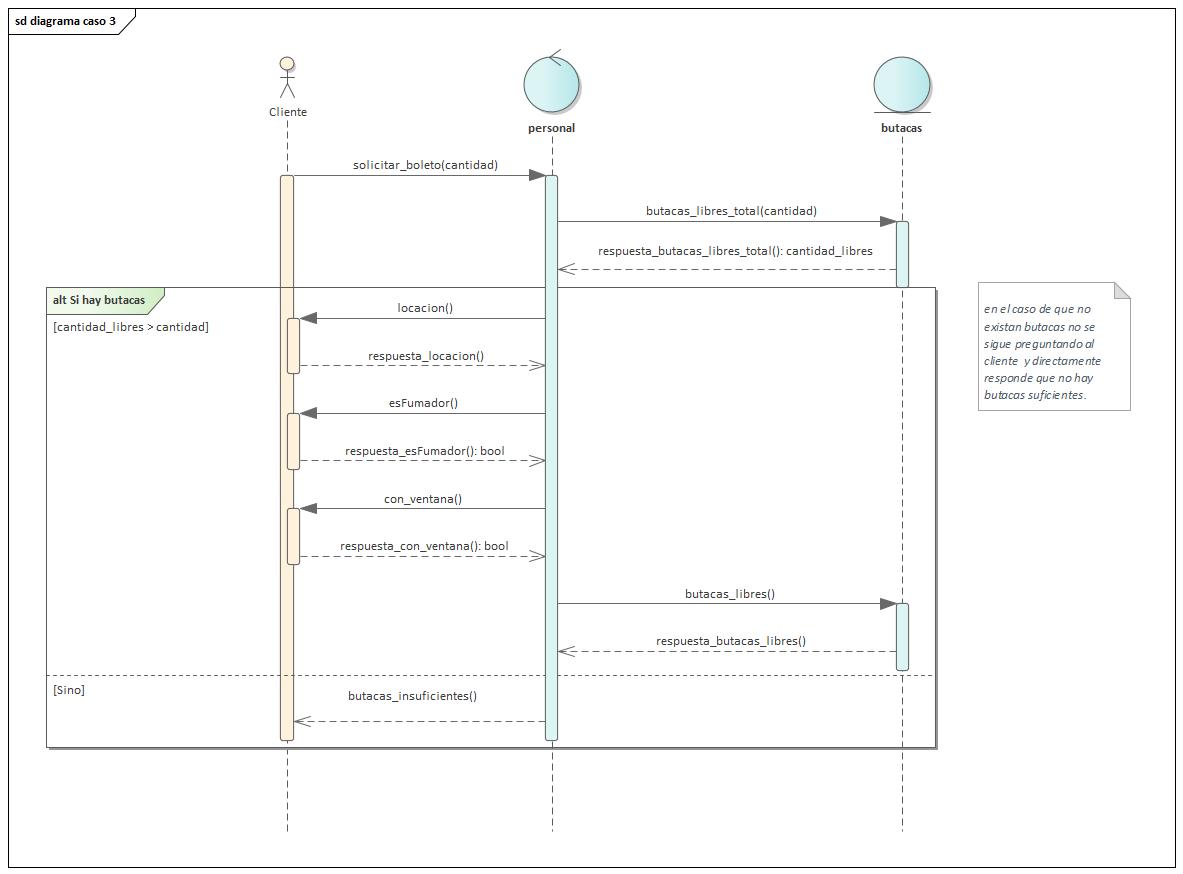 sd diagrama caso 3
Cliente
personal
butacas
solicitar_boleto(cantidad)
butacas_libres_total(cantidad)
respuesta_butacas_libres_total(): cantidad_libres
alt Si hay butacas
[cantidad_libres > cantidad]
locacion()
respuesta_locacion()
esFumador()
respuesta_esFumador(): bool
con_ventana()
respuesta_con_ventana(): bool
butacas_libres()
respuesta_butacas_libres()
[Sino]
butacas_insuficientes()
en el caso de que no
existan butacas no se
sigue preguntando al
cliente y directamente
responde que no hay
butacas suficientes.